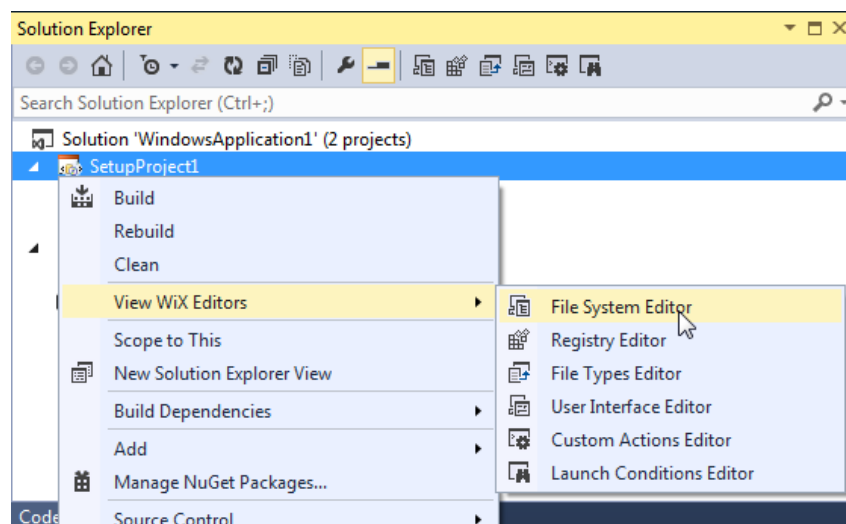 Solution Explorer
Search Solution Explorer (Ctrl+;)
Solution 'WindowsApplication1' (2 projects)
SetupProject1
Build
Rebuild
Clean
View WiX Editors
Scope to This
New Solution Explorer View
Build Dependencies
Add
Manage NuGet Packages...
Source Control
File System Editor
Registry Editor
File Types Editor
User Interface Editor
Custom Actions Editor
Launch Conditions Editor
Code